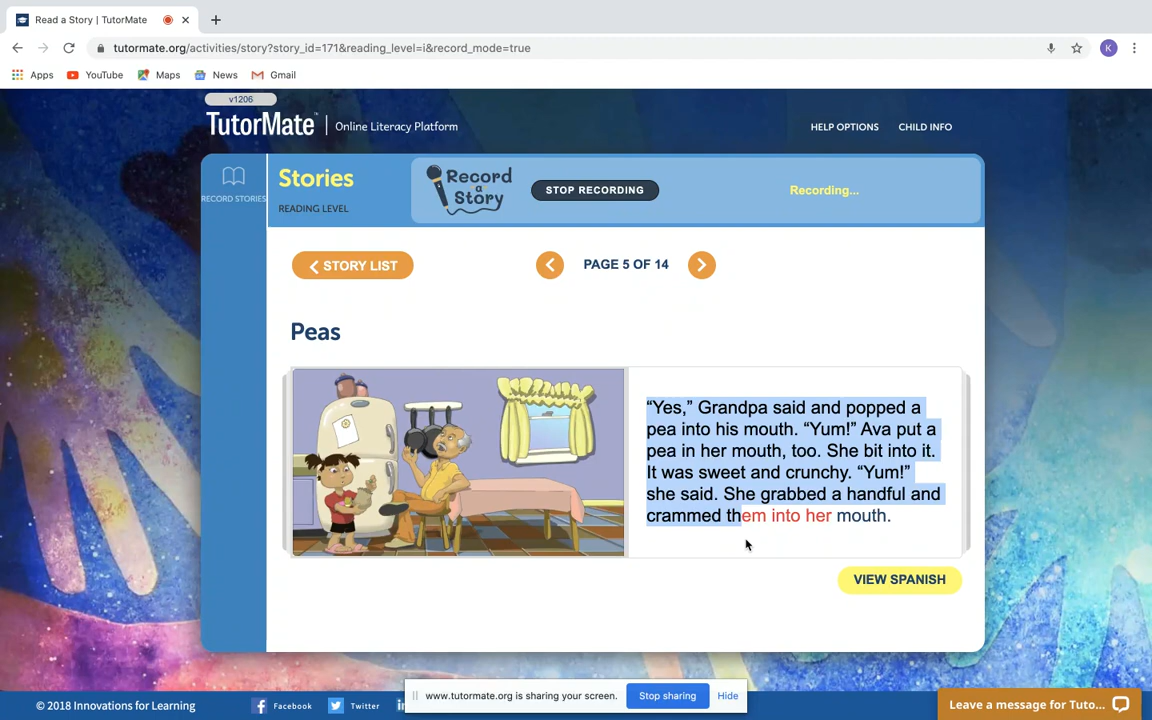 Read a Story | TutorMate
tutormate.org/activities/story?story_id=171&reading_level=i&record_mode=true
K
Apps YouTube Maps News Gmail
v1206
TutorMate | Online Literacy Platform
HELP OPTIONS CHILD INFO
RECORD STORIES
Stories
READING LEVEL
Record
a
Story
STOP RECORDING
Recording...
STORY LIST
PAGE 5 OF 14
Peas
“Yes,” Grandpa said and popped a
pea into his mouth. “Yum!” Ava put a
pea in her mouth, too. She bit into it.
It was sweet and crunchy. “Yum!”
she said. She grabbed a handful and
crammed them into her mouth.
VIEW SPANISH
www.tutormate.org is sharing your screen. Stop sharing Hide
© 2018 Innovations for Learning Facebook Twitter in
Leave a message for Tuto...